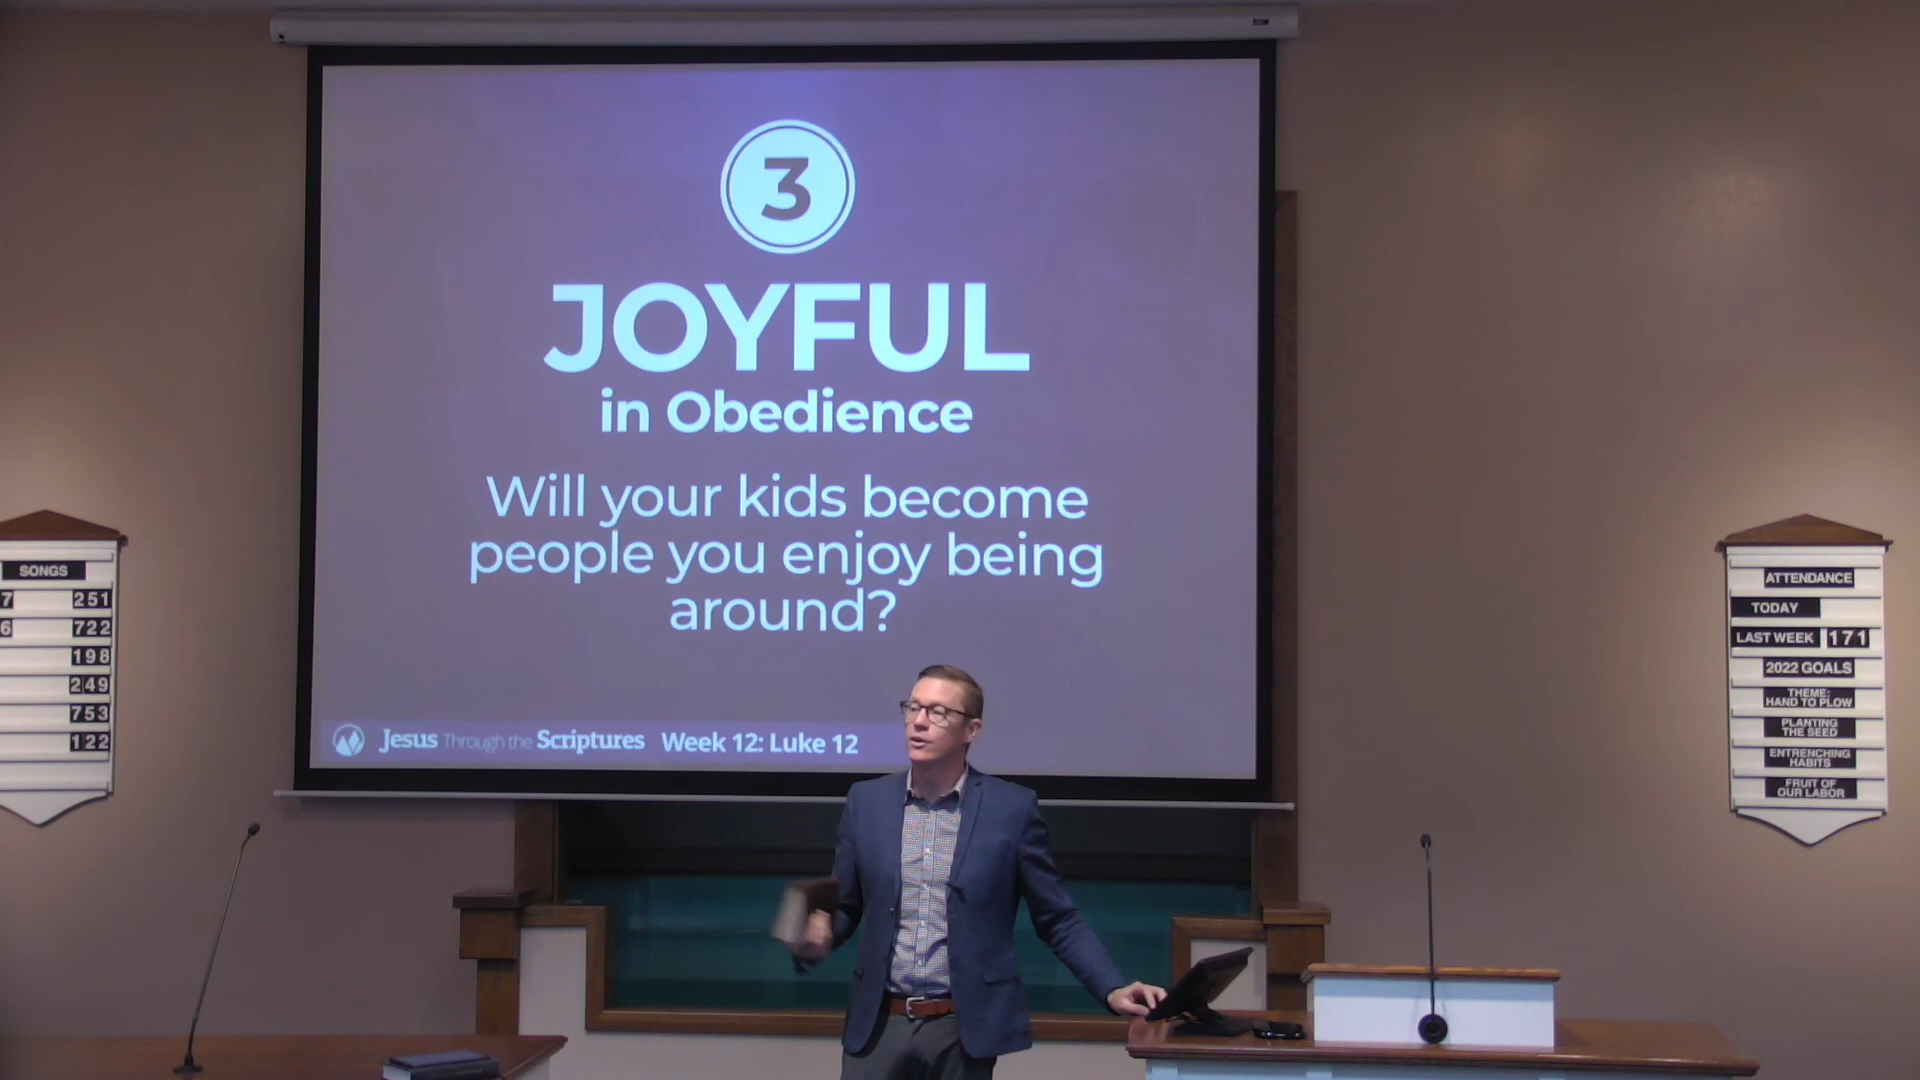 3
JOYFUL
in Obedience
Will your kids become
people you enjoy being
around?
Jesus Through the Scriptures Week 12: Luke 12
SONGS
7 251
6 722
198
249
753
122
ATTENDANCE
TODAY
LAST WEEK 171
2022 GOALS
THEME:
HAND TO PLOW
PLANTING
THE SEED
ENTRENCHING
HABITS
FRUIT OF
OUR LABOR